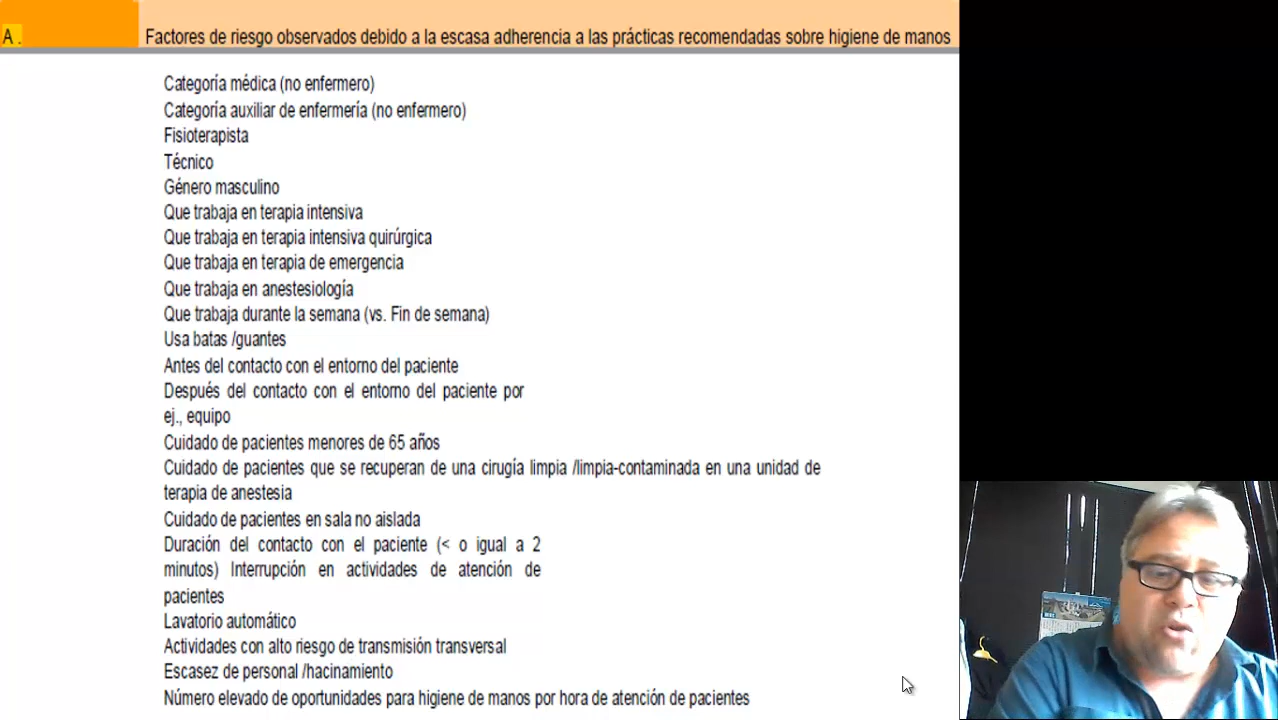 A .
Factores de riesgo observados debido a la escasa adherencia a las prácticas recomendadas sobre higiene de manos
Categoría médica (no enfermero)
Categoría auxiliar de enfermería (no enfermero)
Fisioterapista
Técnico
Género masculino
Que trabaja en terapia intensiva
Que trabaja en terapia intensiva quirúrgica
Que trabaja en terapia de emergencia
Que trabaja en anestesiología
Que trabaja durante la semana (vs. Fin de semana)
Usa batas /guantes
Antes del contacto con el entorno del paciente
Después del contacto con el entorno del paciente por
ej., equipo
Cuidado de pacientes menores de 65 años
Cuidado de pacientes que se recuperan de una cirugía limpia /limpia-contaminada en una unidad de
terapia de anestesia
Cuidado de pacientes en sala no aislada
Duración del contacto con el paciente (< o igual a 2
minutos) Interrupción en actividades de atención de
pacientes
Lavatorio automático
Actividades con alto riesgo de transmisión transversal
Escasez de personal /hacinamiento
Número elevado de oportunidades para higiene de manos por hora de atención de pacientes